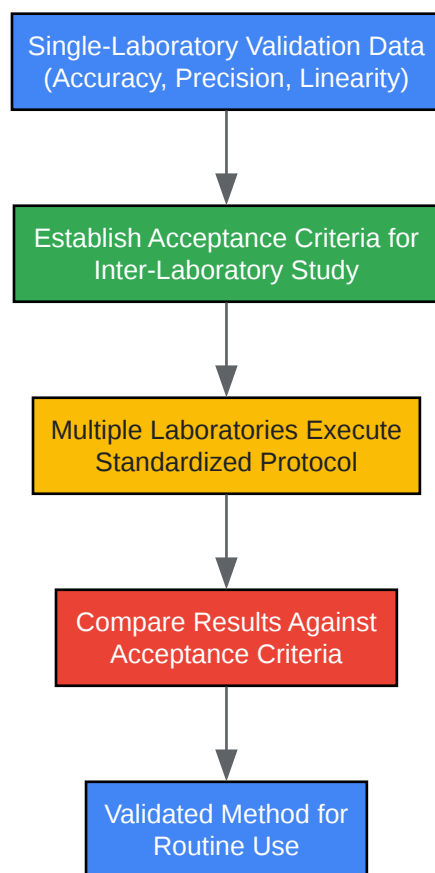 Single-Laboratory Validation Data
(Accuracy, Precision, Linearity)
Establish Acceptance Criteria for
Inter-Laboratory Study
Multiple Laboratories Execute
Standardized Protocol
Compare Results Against
Acceptance Criteria
Validated Method for
Routine Use